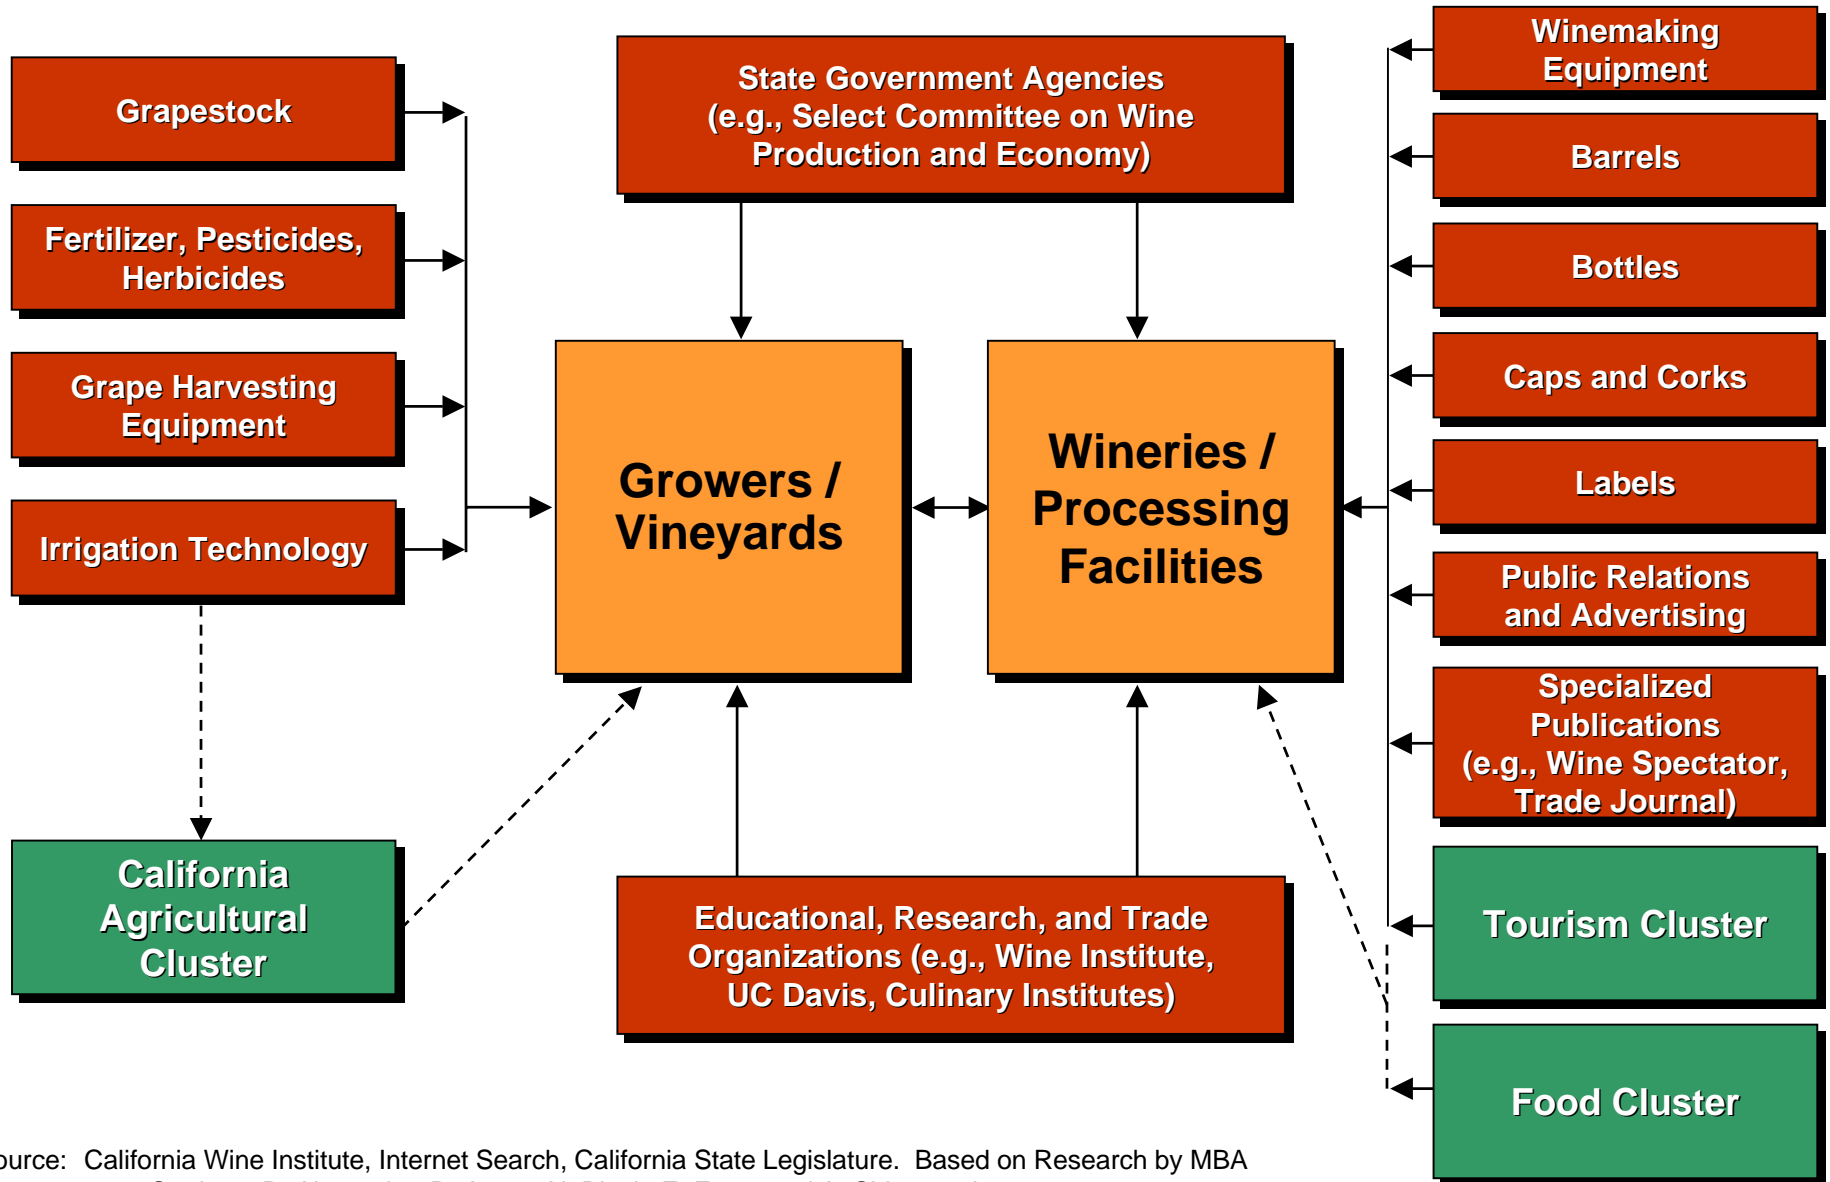 Grapestock
Fertilizer, Pesticides,
Herbicides
Grape Harvesting
Equipment
Irrigation Technology
California
Agricultural
Cluster
State Government Agencies
(e.g., Select Committee on Wine
Production and Economy)
Growers /
Vineyards
Wineries /
Processing
Facilities
Educational, Research, and Trade
Organizations (e.g., Wine Institute,
UC Davis, Culinary Institutes)
Winemaking
Equipment
Barrels
Bottles
Caps and Corks
Labels
Public Relations
and Advertising
Specialized
Publications
(e.g., Wine Spectator,
Trade Journal)
Tourism Cluster
Food Cluster
ource: California Wine Institute, Internet Search, California State Legislature. Based on Research by MBA